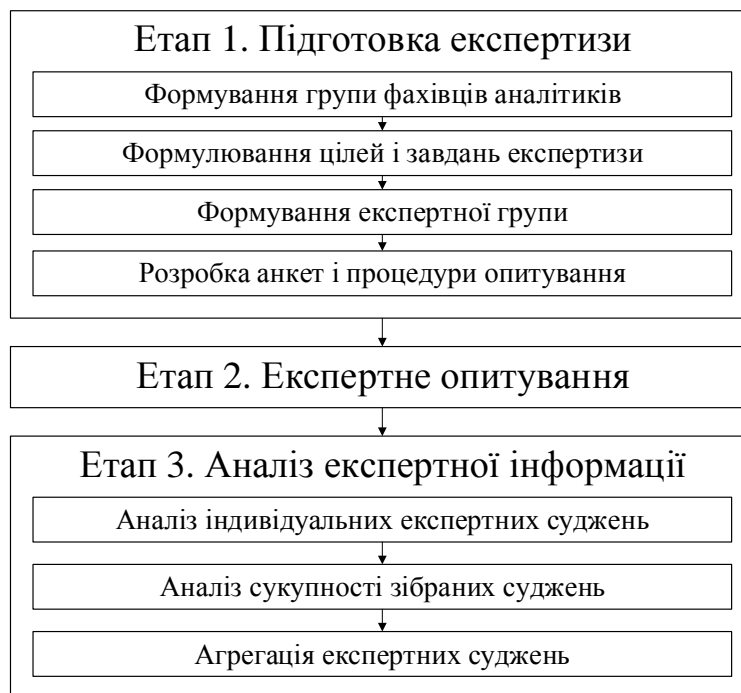 Етап 1. Підготовка експертизи
Формування групи фахівців аналітиків
Формулювання цілей і завдань експертизи
Формування експертної групи
Розробка анкет і процедури опитування
Етап 2. Експертне опитування
Етап 3. Аналіз експертної інформації
Аналіз індивідуальних експертних суджень
Аналіз сукупності зібраних суджень
Агрегація експертних суджень